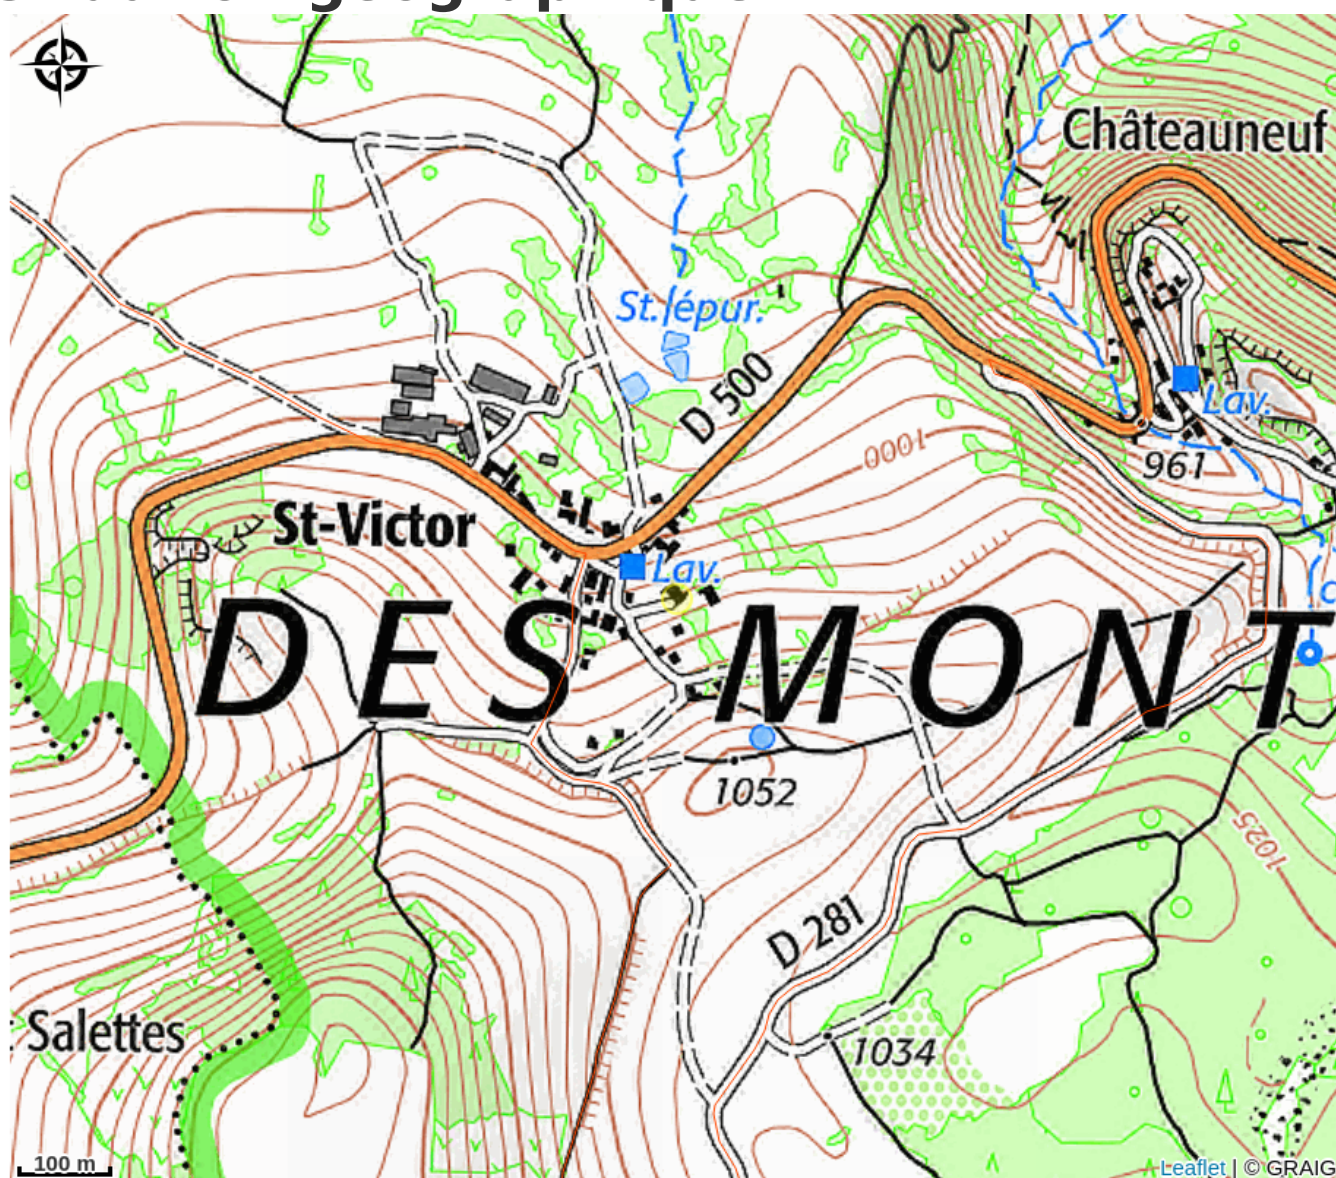 Châteauneuf
St. épur.
D 500
Lav.
1000
961
St-Victor
Lav.
DES MONT
1052
1025
D 281
Salettes
1034
100 m
Leaflet | © GRAIG